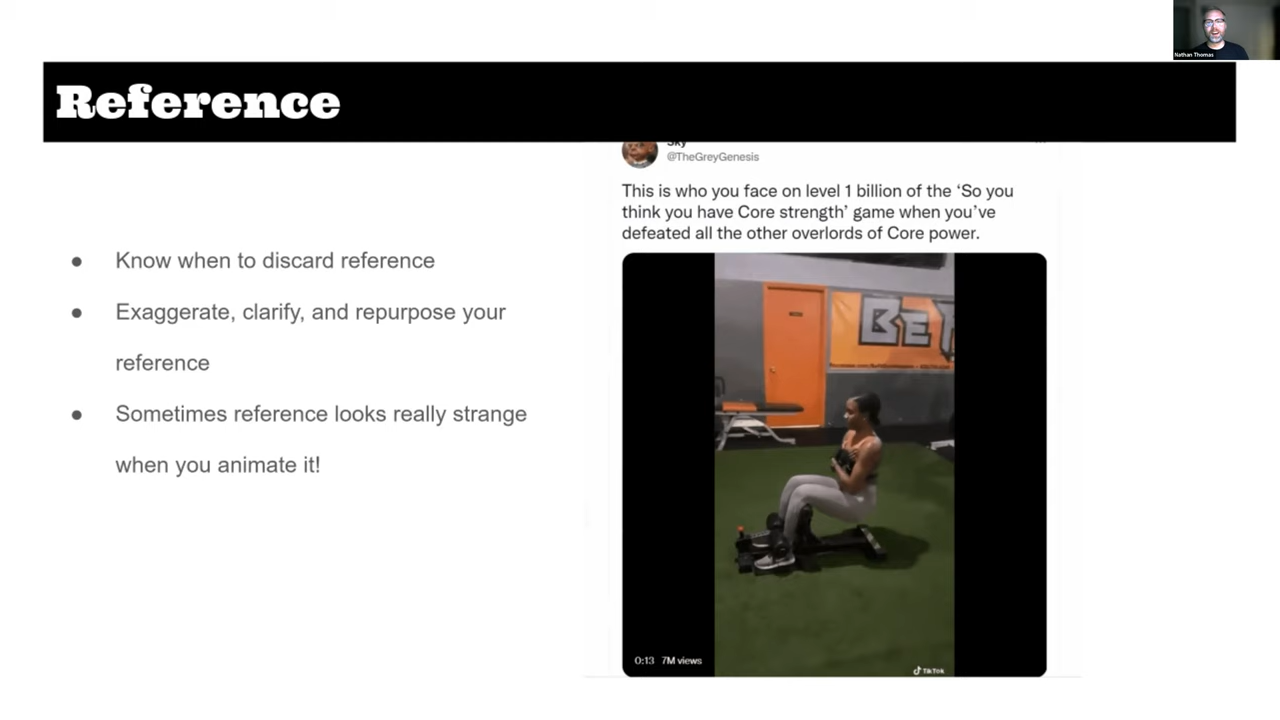 Nathan Thomas
Reference
Sky
@TheGreyGenesis
This is who you face on level 1 billion of the ‘So you
think you have Core strength’ game when you’ve
defeated all the other overlords of Core power.
● Know when to discard reference
● Exaggerate, clarify, and repurpose your
reference
● Sometimes reference looks really strange
when you animate it!
0:13 7M views
TikTok